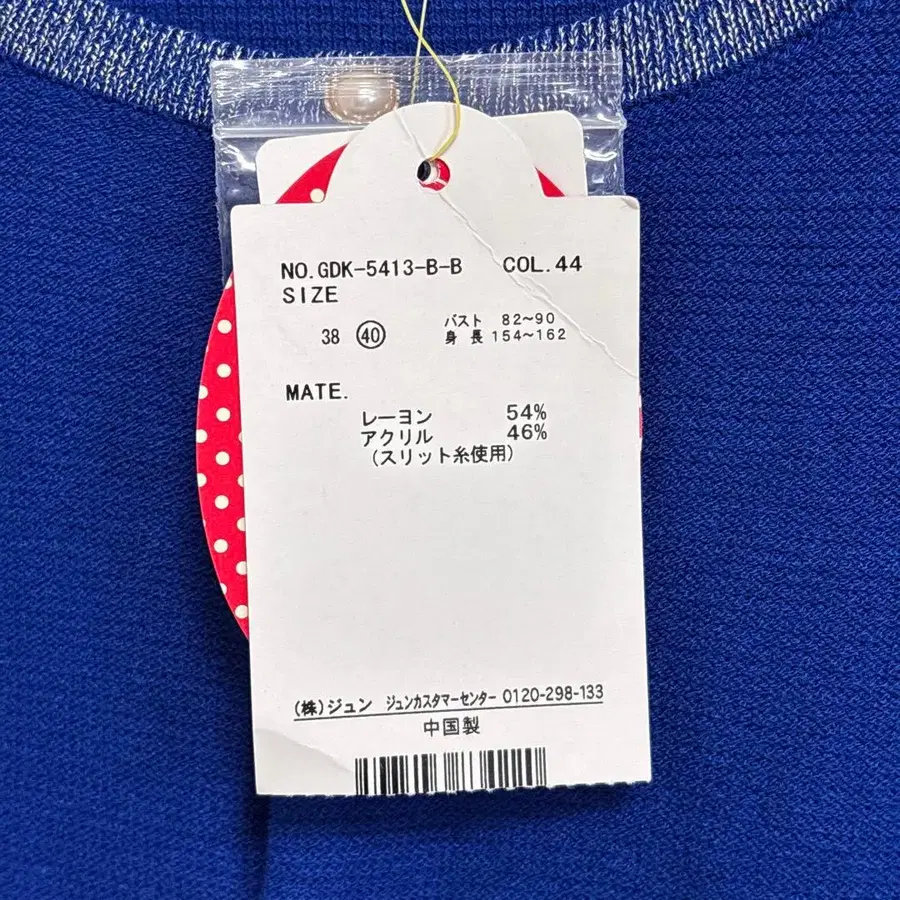 NO.GDK-5413-B-B COL.44
SIZE
38 ㊵ バスト 82~90
身 長 154~162
MATE.
レーヨン 54%
アクリル 46%
(スリット糸使用)
(株)ジュン ジュンカスタマーセンター 0120-298-133
中国製